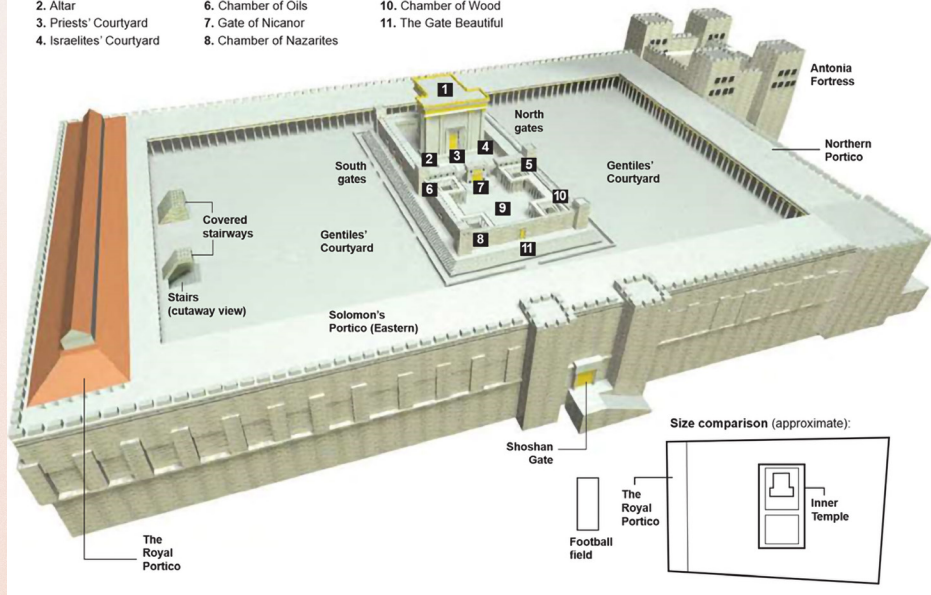 2. Altar
3. Priests' Courtyard
4. Israelites' Courtyard
6. Chamber of Oils
7. Gate of Nicanor
8. Chamber of Nazarites
10. Chamber of Wood
11. The Gate Beautiful
Antonia
Fortress
1
North
gates
Northern
Portico
South
gates
2
3
4
5
Gentiles'
Courtyard
6
7
10
9
Covered
stairways
Gentiles'
Courtyard
8
11
Stairs
(cutaway view)
Solomon's
Portico (Eastern)
Shoshan
Gate
Size comparison (approximate):
The
Royal
Portico
Inner
Temple
Football
field
The
Royal
Portico